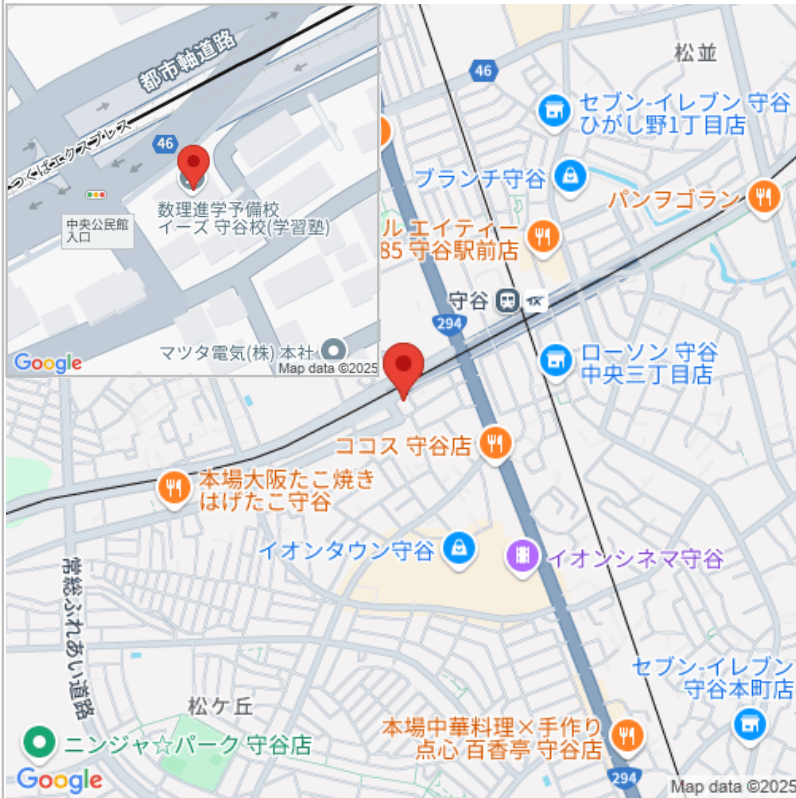 都市軸道路
46
つくばエクスプレス
中央公民館
入口
数理進学予備校
イーズ 守谷校(学習塾)
マツタ電気(株) 本社
Google
Map data ©2025
46
松並
セブン-イレブン 守谷
ひがし野1丁目店
ブランチ守谷
パンヲゴラン
ル エイティー
85 守谷駅前店
守谷
TX
294
ローソン 守谷
中央三丁目店
ココス 守谷店
本場大阪たこ焼き
はげたこ守谷
イオンタウン守谷
イオンシネマ守谷
常総ふれあい道路
セブン-イレブン
守谷本町店
松ケ丘
本場中華料理×手作り
点心 百香亭 守谷店
ニンジャ☆パーク 守谷店
294
Google
Map data ©2025